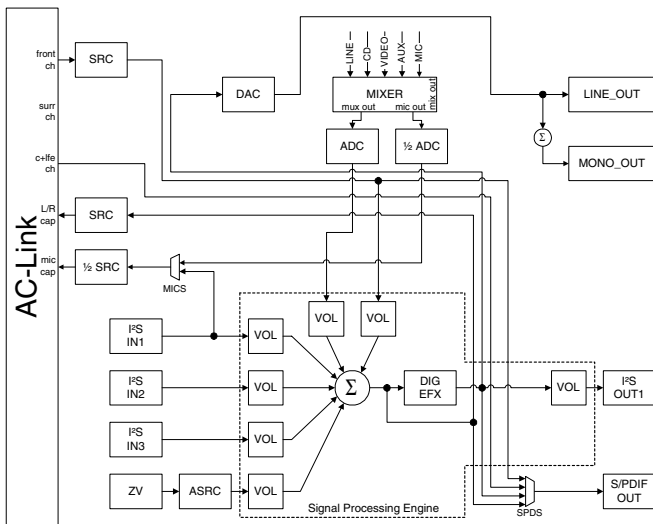 AC-Link
front
ch
surr
ch
c+lfe
ch
L/R
cap
mic
cap
SRC
SRC
½ SRC
MICS
DAC
LINE
CD
VIDEO
AUX
MIC
MIXER
mux out
mic out
mix out
ADC
½ ADC
LINE_OUT
Σ
MONO_OUT
VOL
VOL
I²S
IN1
VOL
I²S
IN2
VOL
I²S
IN3
VOL
ZV
ASRC
VOL
Σ
DIG
EFX
VOL
I²S
OUT1
Signal Processing Engine
SPDS
S/PDIF
OUT